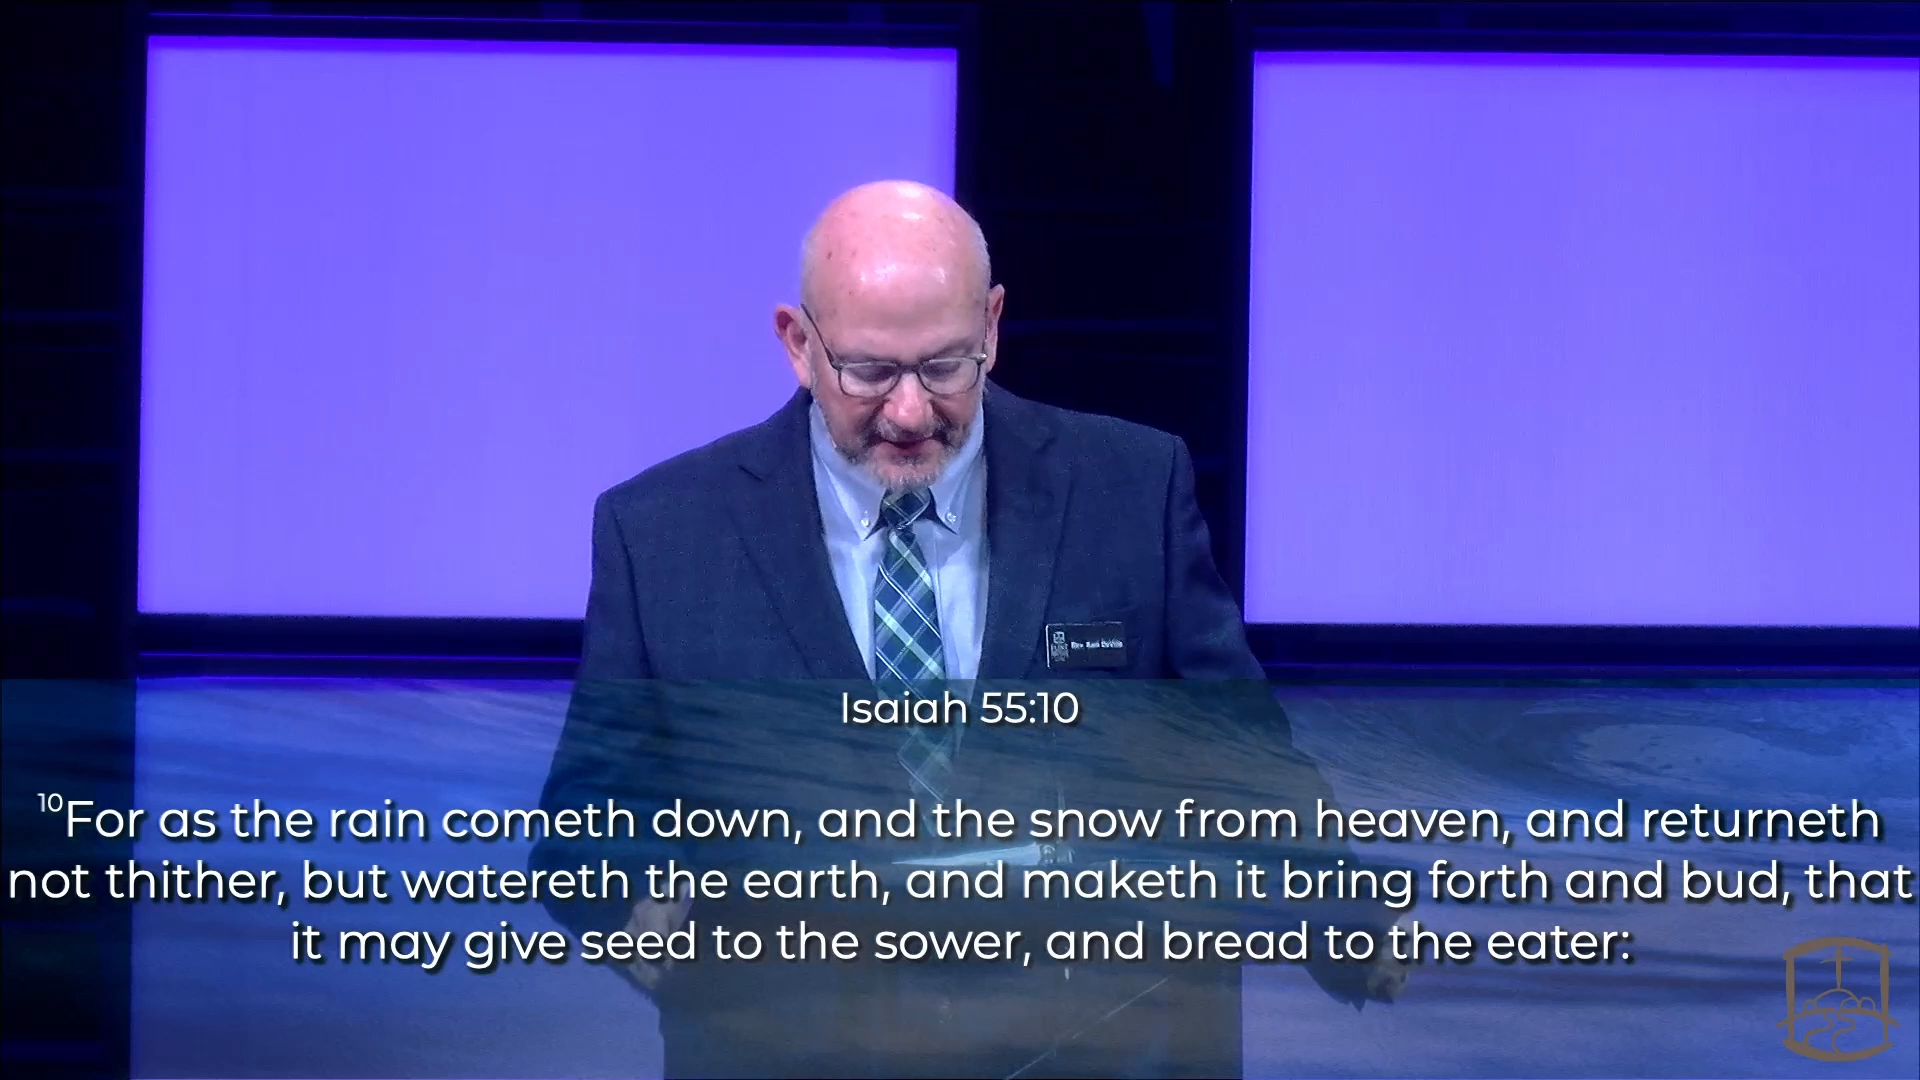 Isaiah 55:10
10For as the rain cometh down, and the snow from heaven, and returneth
not thither, but watereth the earth, and maketh it bring forth and bud, that
it may give seed to the sower, and bread to the eater: